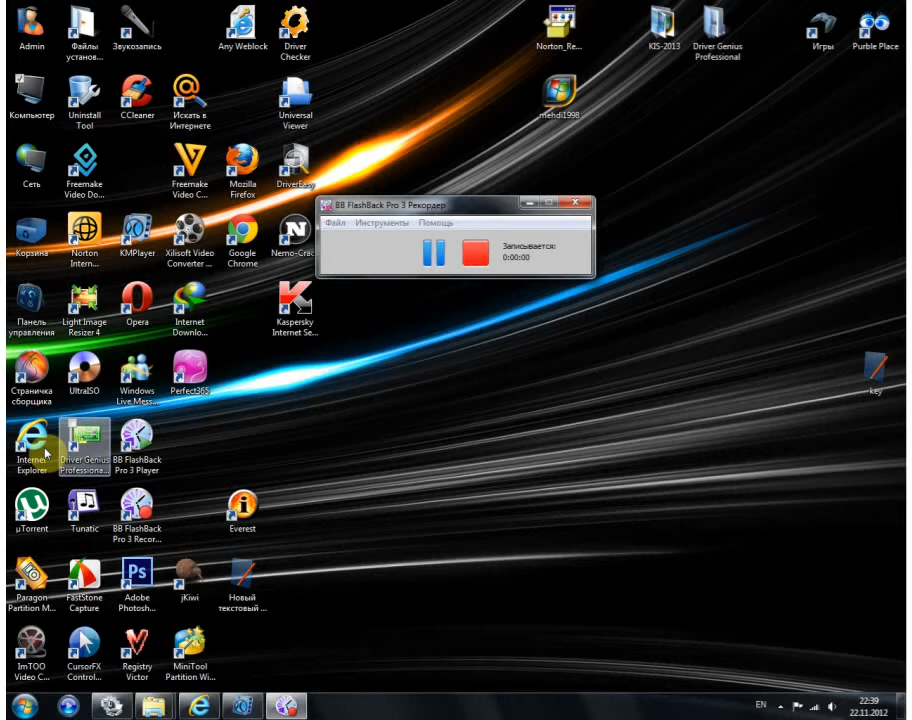 Admin
Файлы
установ...
Звукозапись
Any Weblock
Driver
Checker
Norton_Re...
KIS-2013
Driver Genius
Professional
Игры
Purble Place
Компьютер
Uninstall
Tool
CCleaner
Искать в
Интернете
Universal
Viewer
mehdi1998
Сеть
Freemake
Video Do...
Freemake
Video C...
Mozilla
Firefox
DriverEasy
BB FlashBack Pro 3 Рекордер
Файл Инструменты Помощь
Записывается:
0:00:00
Корзина
Norton
Intern...
KMPlayer
Xilisoft Video
Converter ...
Google
Chrome
Nemo-Crac
Панель
управления
Light Image
Resizer 4
Opera
Internet
Downlo...
Kaspersky
Internet Se...
Страничка
сборщика
UltraISO
Windows
Live Mess...
Perfect365
key
Internet
Explorer
Driver Genius
Professiona...
BB FlashBack
Pro 3 Player
µTorrent
Tunatic
BB FlashBack
Pro 3 Recor...
Everest
Paragon
Partition M...
FastStone
Capture
Ps
Adobe
Photosh...
jKiwi
Новый
текстовый ...
ImTOO
Video C...
CursorFX
Control...
Registry
Victor
MiniTool
Partition Wi...
EN
22:39
22.11.2012